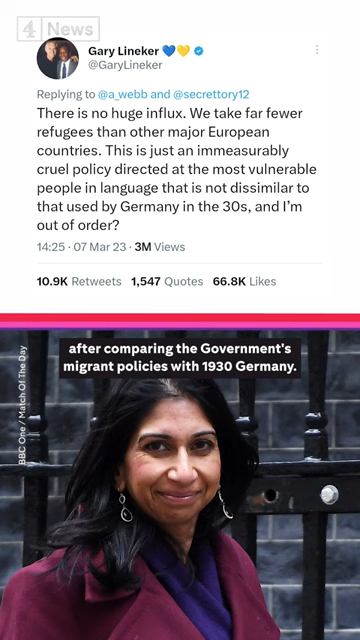 4 News
Gary Lineker
@GaryLineker
Replying to @a_webb and @secrettory12
There is no huge influx. We take far fewer
refugees than other major European
countries. This is just an immeasurably
cruel policy directed at the most vulnerable
people in language that is not dissimilar to
that used by Germany in the 30s, and I'm
out of order?
14:25 · 07 Mar 23 · 3M Views
10.9K Retweets 1,547 Quotes 66.8K Likes
after comparing the Government's
migrant policies with 1930 Germany.
BBC One / Match Of The Day